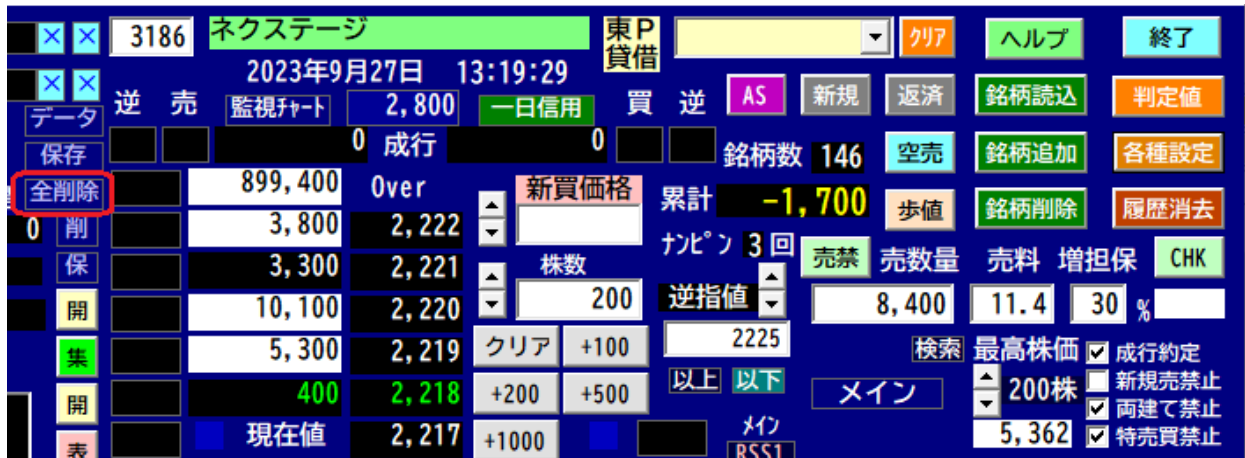 × × 3186 ネクステージ 東P クリア ヘルプ 終了
貸借
2023年9月27日 13:19:29
× × 逆 売 監視チャート 2,800 一日信用 買 逆 AS 新規 返済 銘柄読込 判定値
データ
0 成行 0 銘柄数 146 空売 銘柄追加 各種設定
保存
全削除 899,400 Over 新買価格 累計 -1,700 歩値 銘柄削除 履歴消去
0 削 3,800 2,222
ナンピン 3回 売禁 売数量 売料 増担保 CHK
保 3,300 2,221 株数
開 10,100 2,220 200 逆指値 8,400 11.4 30 %
集 5,300 2,219 クリア +100 2225 検索 最高株価 成行約定
開 400 2,218 +200 +500 以上 以下 メイン 200株 新規売禁止
両建て禁止
表 現在値 2,217 +1000 メイン 5,362 特売買禁止
RSS1